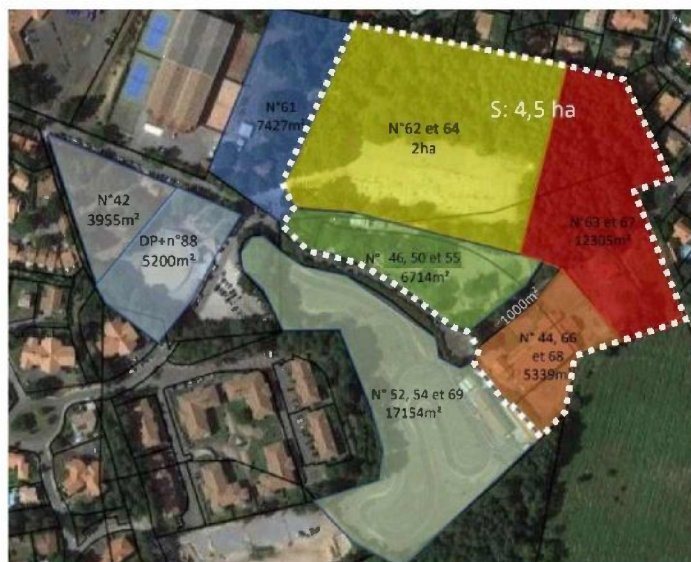 N°61
7427m²
N°62 et 64
2ha
S: 4,5 ha
N°42
3955m²
DP+n°88
5200m²
N° 46, 50 et 55
6714m²
N°63 et 67
12305m²
1000m²
N° 44, 66
et 68
5339m²
N° 52, 54 et 69
17154m²